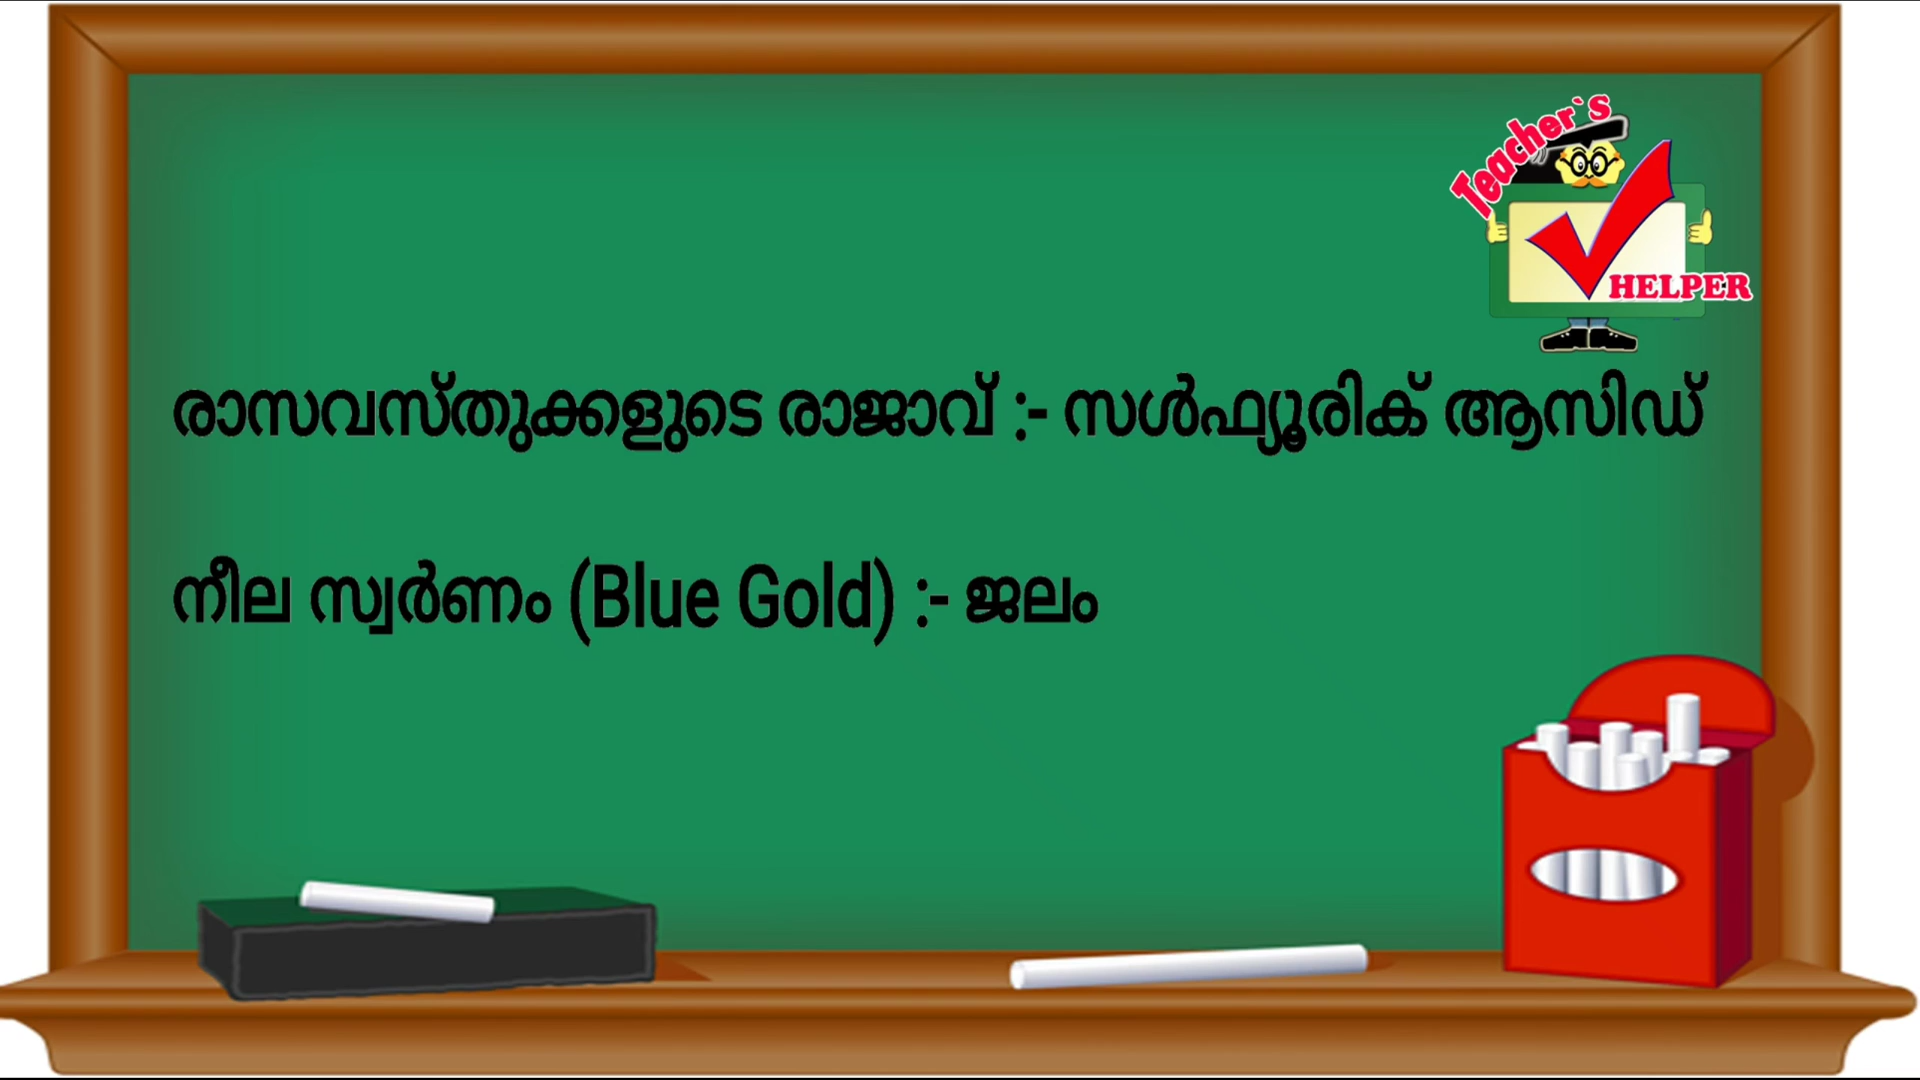 Teacher`s
HELPER
രാസവസ്തുക്കളുടെ രാജാവ് :- സൾഫ്യൂരിക് ആസിഡ്
നീല സ്വർണം (Blue Gold) :- ജലം